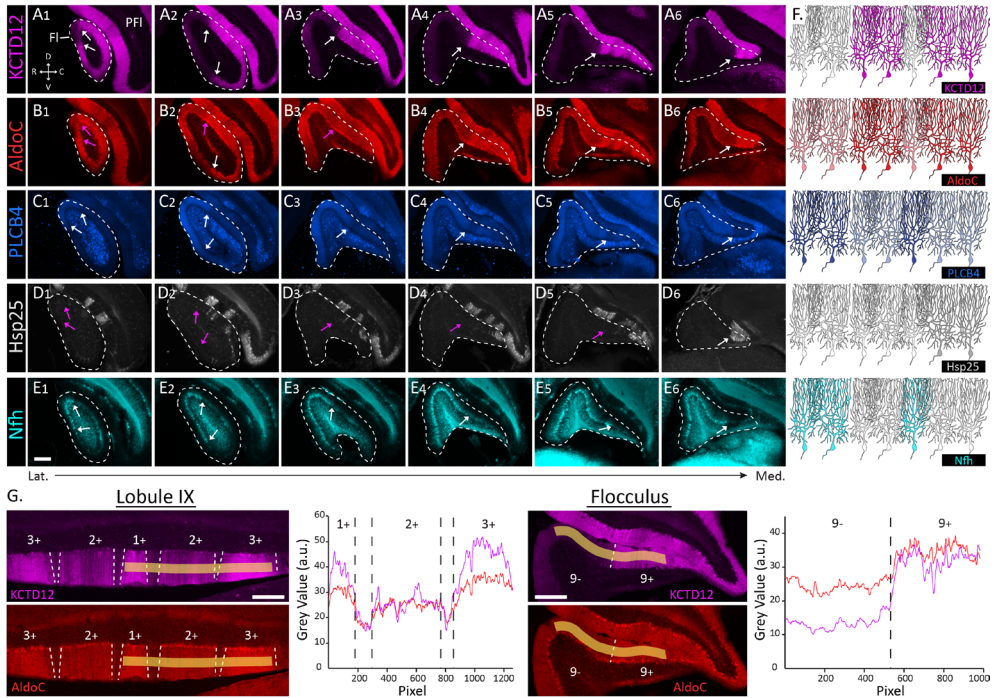 A1
PFl
Fl
D
R
C
V
A2
A3
A4
A5
A6
F.
KCTD12
KCTD12
B1
B2
B3
B4
B5
B6
AldoC
AldoC
C1
C2
C3
C4
C5
C6
PLCB4
PLCB4
D1
D2
D3
D4
D5
D6
Hsp25
Hsp25
E1
E2
E3
E4
E5
E6
Nfh
Nfh
Lat.
Med.
G.
Lobule IX
3+ 2+ 1+ 2+ 3+
KCTD12
3+ 2+ 1+ 2+ 3+
AldoC
1+ 2+ 3+
Grey Value (a.u.)
60
50
40
30
20
10
0
200 400 600 800 1000 1200
Pixel
Flocculus
9- 9+
KCTD12
9- 9+
AldoC
9- 9+
Grey Value (a.u.)
50
40
30
20
10
0
0 200 400 600 800 1000
Pixel